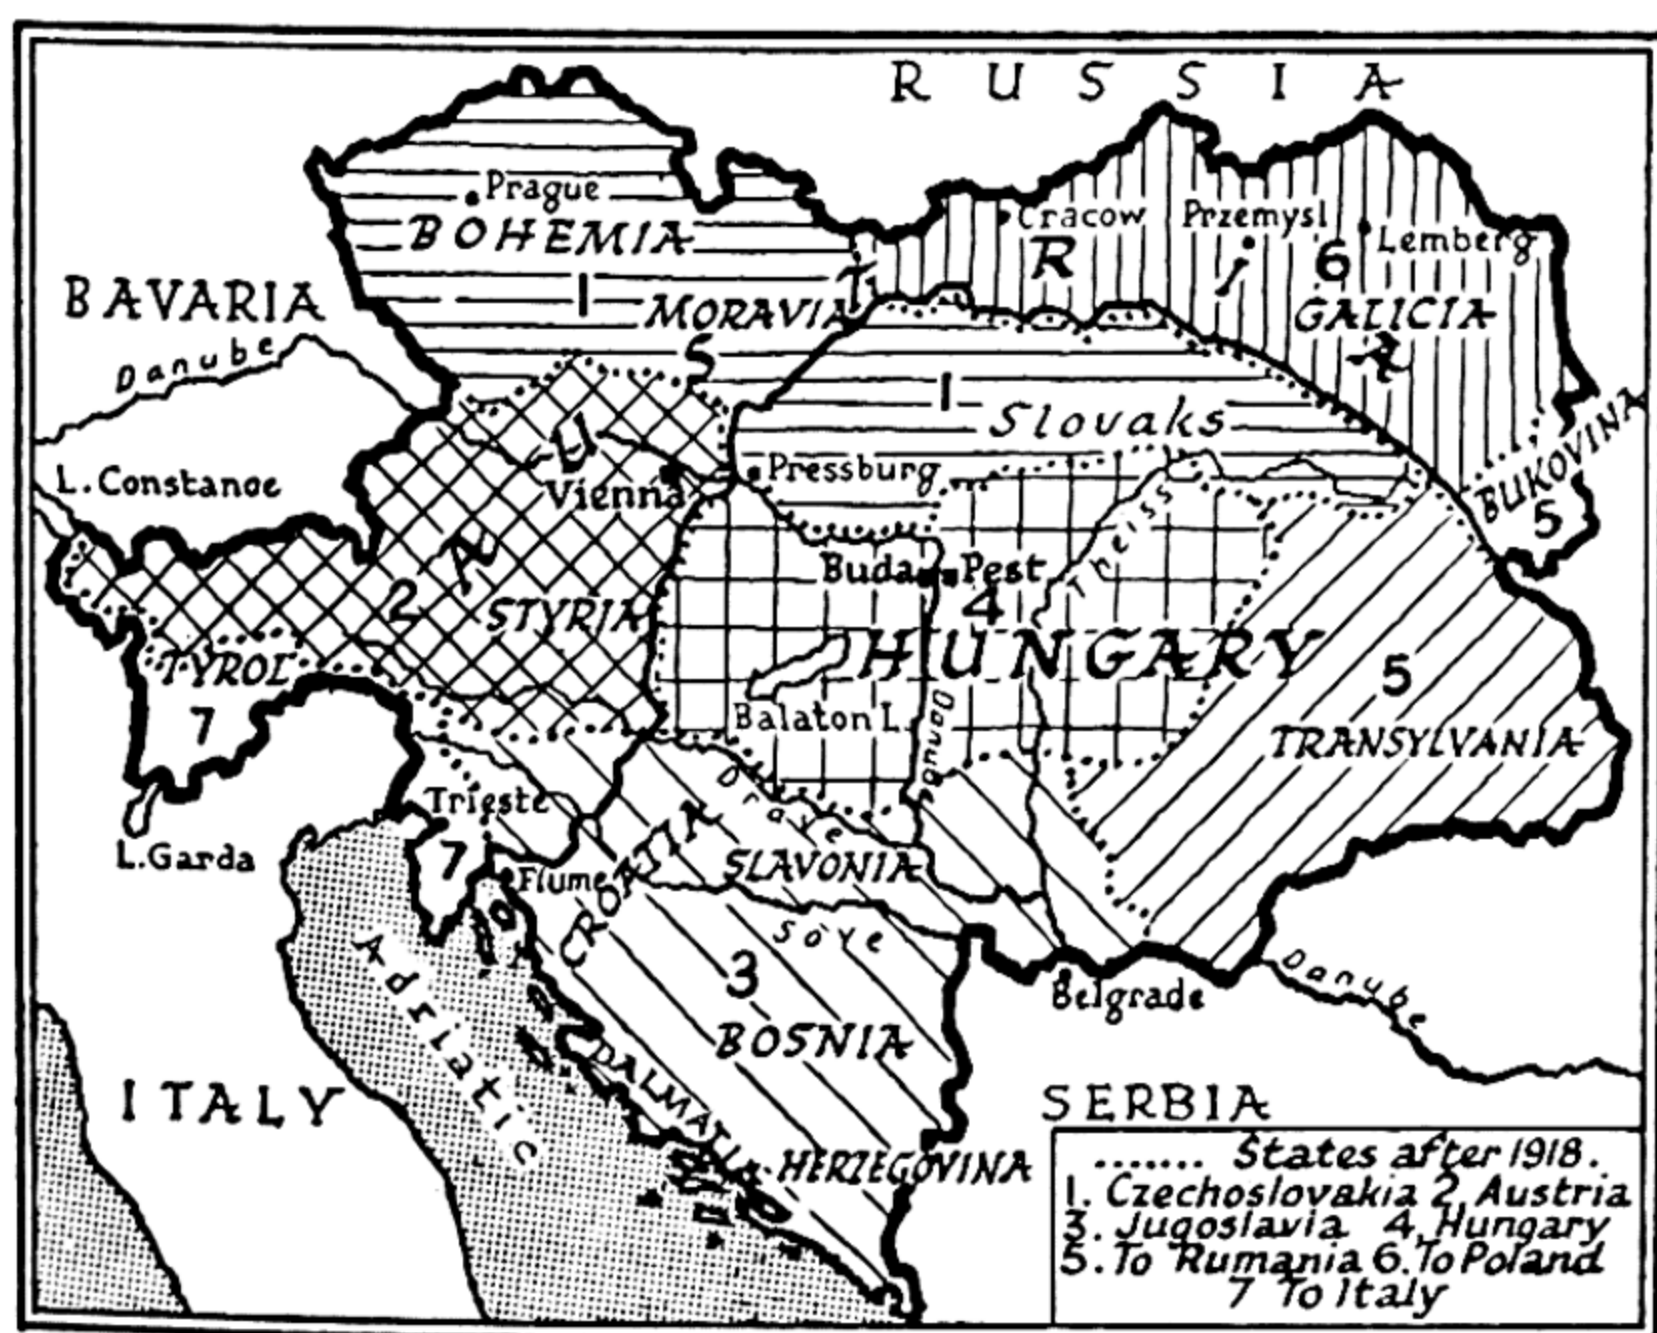 RUSSIA
Prague
BOHEMIA
Cracow
Przemysl
Lemberg
R
I
6
BAVARIA
1
MORAVIA
T
GALICIA
A
Danube
S
1
Slovaks
BUKOVINA
5
U
L. Constanoe
Vienna
Pressburg
Theiss
A
Buda
Pest
2
STYRIA
4
HUNGARY
TYROL
7
5
Balaton L.
Danube
TRANSYLVANIA
Drave
Trieste
L.Garda
7
Fiume
CROATIA
SLAVONIA
Save
Adriatic
3
Belgrade
Danube
BOSNIA
DALMATIA
ITALY
SERBIA
HERZEGOVINA
....... States after 1918.
1. Czechoslovakia 2, Austria
3. Jugoslavia 4, Hungary
5. To Rumania 6. To Poland
7 To Italy